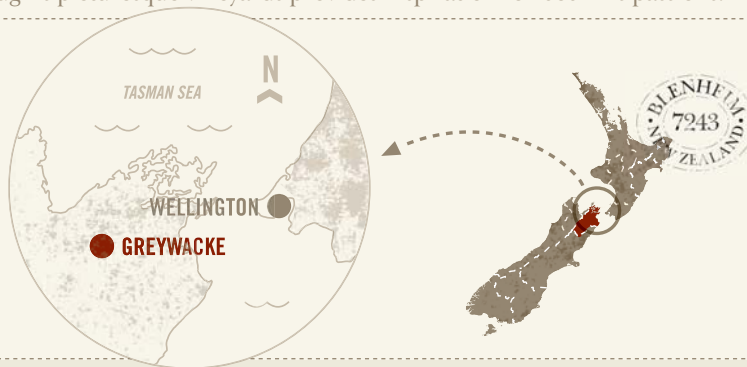 N
TASMAN SEA
WELLINGTON
GREYWACKE
BLENHEIM
7243
NEW ZEALAND